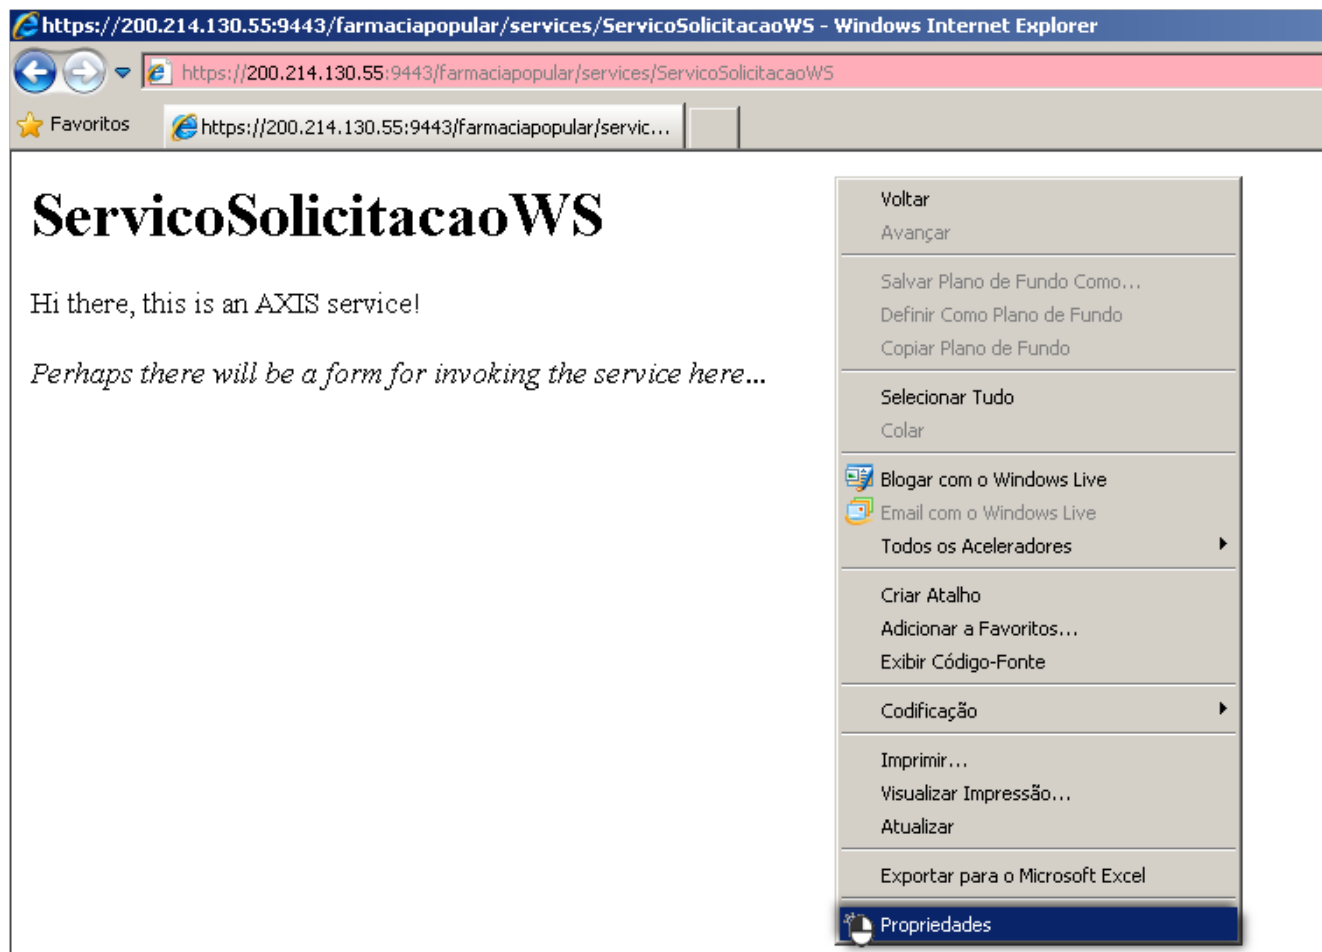 https://200.214.130.55:9443/farmaciapopular/services/ServicoSolicitacaoWS - Windows Internet Explorer
https://200.214.130.55:9443/farmaciapopular/services/ServicoSolicitacaoWS
Favoritos
https://200.214.130.55:9443/farmaciapopular/servic...
ServicoSolicitacaoWS
Hi there, this is an AXIS service!
Perhaps there will be a form for invoking the service here...
Voltar
Avançar
Salvar Plano de Fundo Como...
Definir Como Plano de Fundo
Copiar Plano de Fundo
Selecionar Tudo
Colar
Blogar com o Windows Live
Email com o Windows Live
Todos os Aceleradores
Criar Atalho
Adicionar a Favoritos...
Exibir Código-Fonte
Codificação
Imprimir...
Visualizar Impressão...
Atualizar
Exportar para o Microsoft Excel
Propriedades